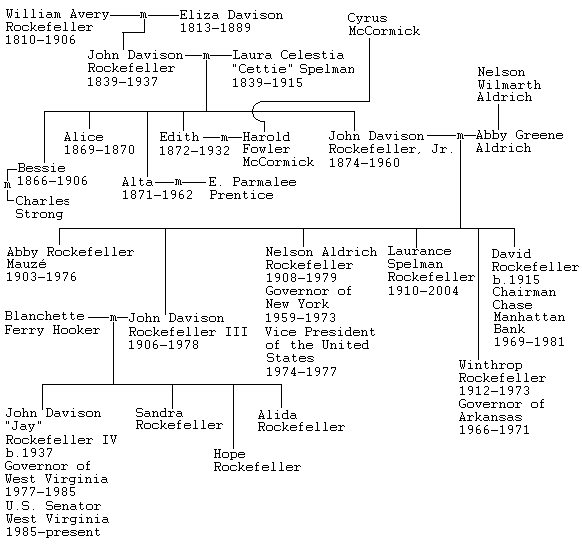 William Avery
Rockefeller
1810-1906
m
Eliza Davison
1813-1889
Cyrus
McCormick
John Davison
Rockefeller
1839-1937
m
Laura Celestia
"Cettie" Spelman
1839-1915
Nelson
Wilmarth
Aldrich
Bessie
1866-1906
m
Charles
Strong
Alice
1869-1870
Alta
1871-1962
m
E. Parmalee
Prentice
Edith
1872-1932
m
Harold
Fowler
McCormick
John Davison
Rockefeller, Jr.
1874-1960
m
Abby Greene
Aldrich
Abby Rockefeller
Mauzé
1903-1976
Blanchette
Ferry Hooker
m
John Davison
Rockefeller III
1906-1978
Nelson Aldrich
Rockefeller
1908-1979
Governor of
New York
1959-1973
Vice President
of the United
States
1974-1977
Laurance
Spelman
Rockefeller
1910-2004
Winthrop
Rockefeller
1912-1973
Governor of
Arkansas
1966-1971
David
Rockefeller
b.1915
Chairman
Chase
Manhattan
Bank
1969-1981
John Davison
"Jay"
Rockefeller IV
b.1937
Governor of
West Virginia
1977-1985
U.S. Senator
West Virginia
1985-present
Sandra
Rockefeller
Hope
Rockefeller
Alida
Rockefeller